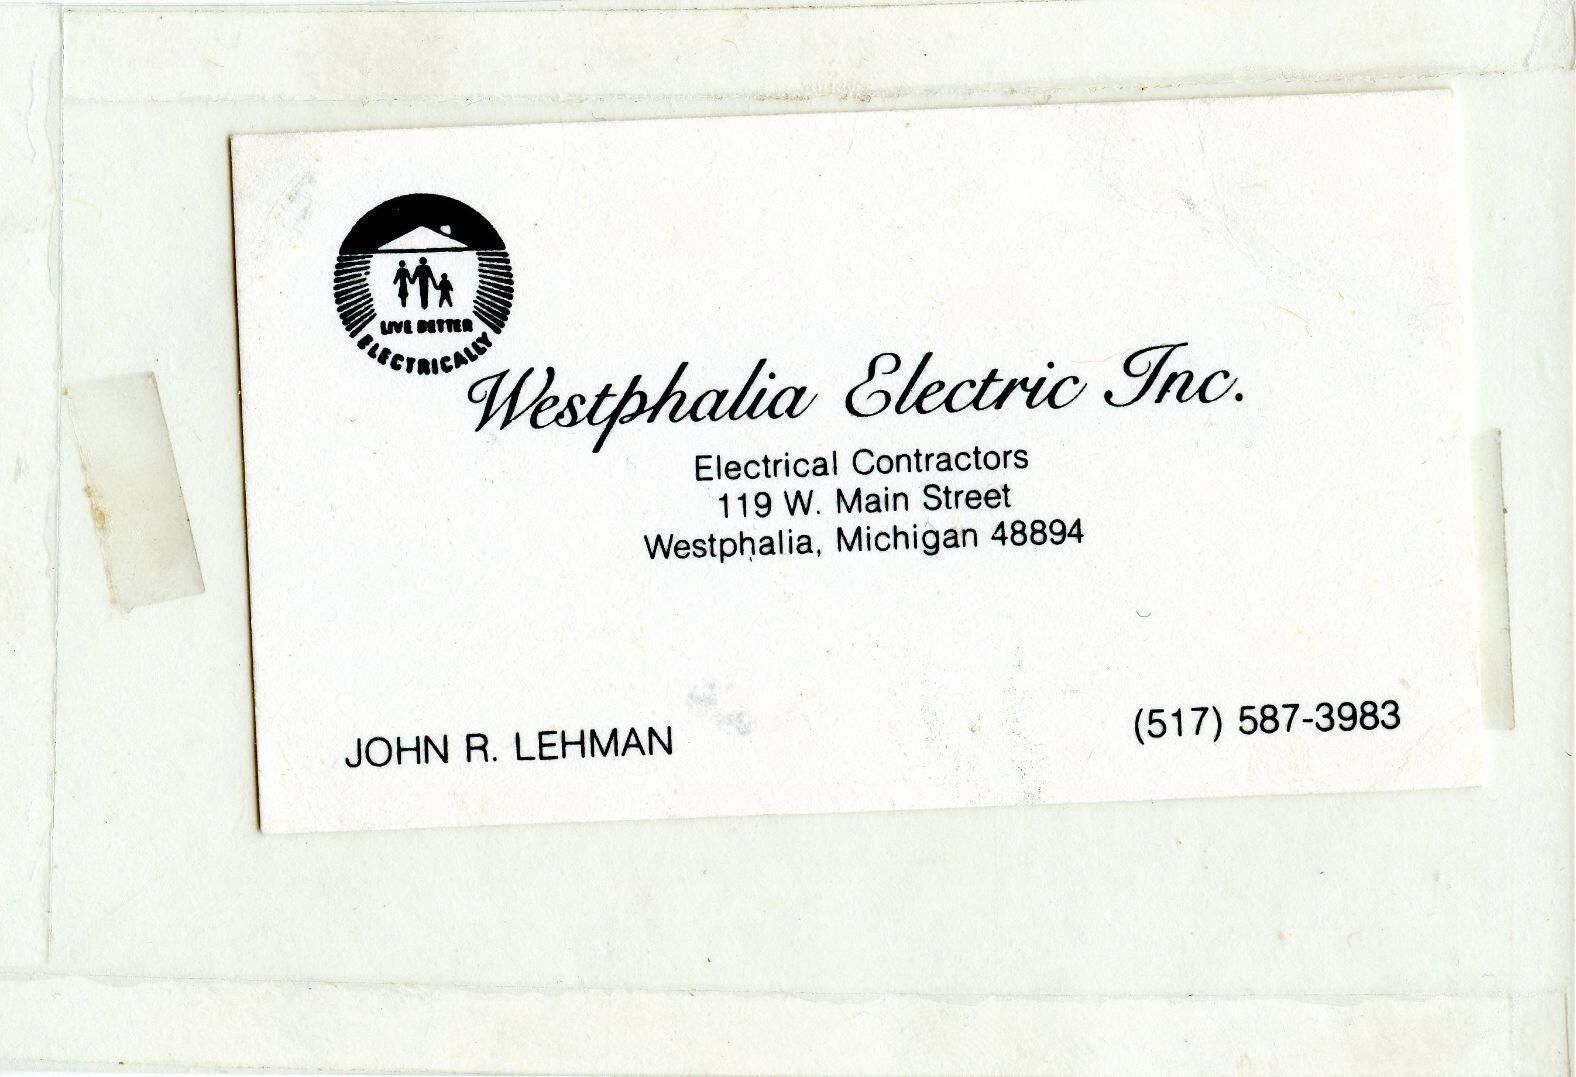 LIVE BETTER
ELECTRICALLY
Westphalia Electric Inc.
Electrical Contractors
119 W. Main Street
Westphalia, Michigan 48894
JOHN R. LEHMAN
(517) 587-3983